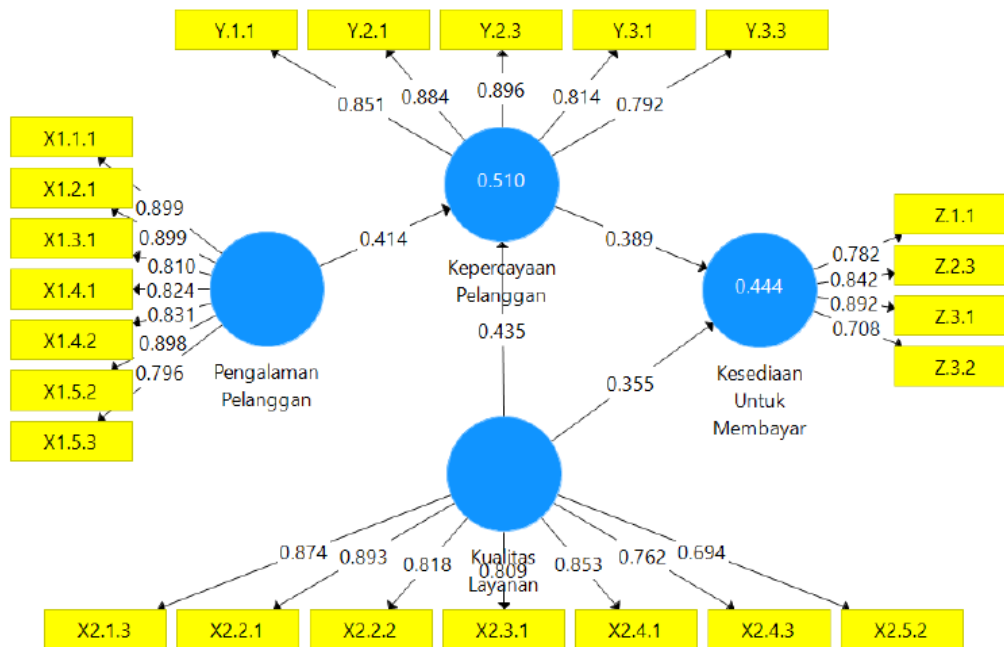 Y.1.1
Y.2.1
Y.2.3
Y.3.1
Y.3.3
0.851
0.884
0.896
0.814
0.792
X1.1.1
X1.2.1
X1.3.1
X1.4.1
X1.4.2
X1.5.2
X1.5.3
0.899
0.899
0.810
0.824
0.831
0.898
0.796
Pengalaman
Pelanggan
0.414
0.510
Kepercayaan
Pelanggan
0.435
0.389
0.355
0.444
Kesediaan
Untuk
Membayar
0.782
0.842
0.892
0.708
Z.1.1
Z.2.3
Z.3.1
Z.3.2
Kualitas
Layanan
0.874
0.893
0.818
0.809
0.853
0.762
0.694
X2.1.3
X2.2.1
X2.2.2
X2.3.1
X2.4.1
X2.4.3
X2.5.2